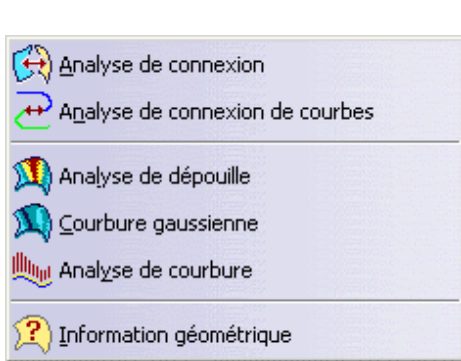 Analyse de connexion
Analyse de connexion de courbes
Analyse de dépouille
Courbure gaussienne
Analyse de courbure
? Information géométrique